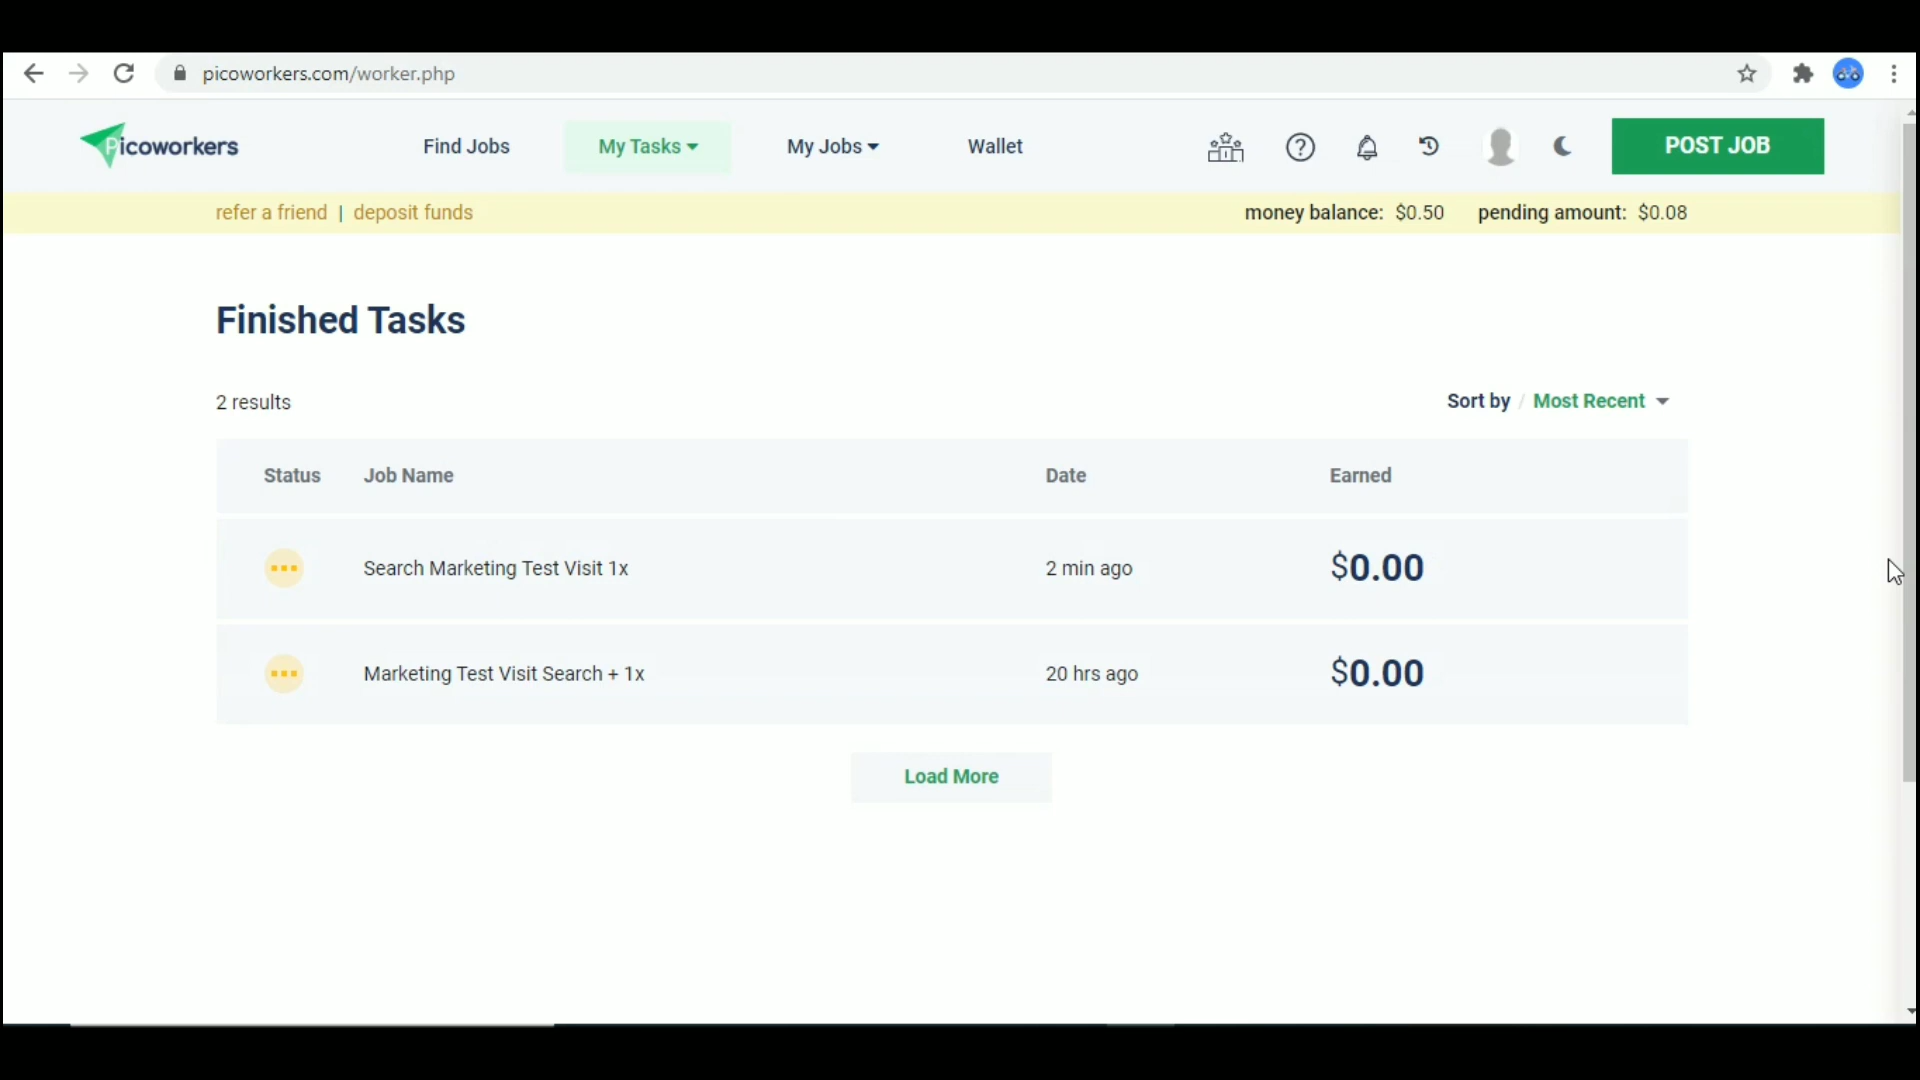 picoworkers.com/worker.php
Picoworkers
Find Jobs
My Tasks
My Jobs
Wallet
POST JOB
refer a friend | deposit funds
money balance: $0.50 pending amount: $0.08
Finished Tasks
2 results
Sort by / Most Recent
Status Job Name Date Earned
Search Marketing Test Visit 1x 2 min ago $0.00
Marketing Test Visit Search + 1x 20 hrs ago $0.00
Load More